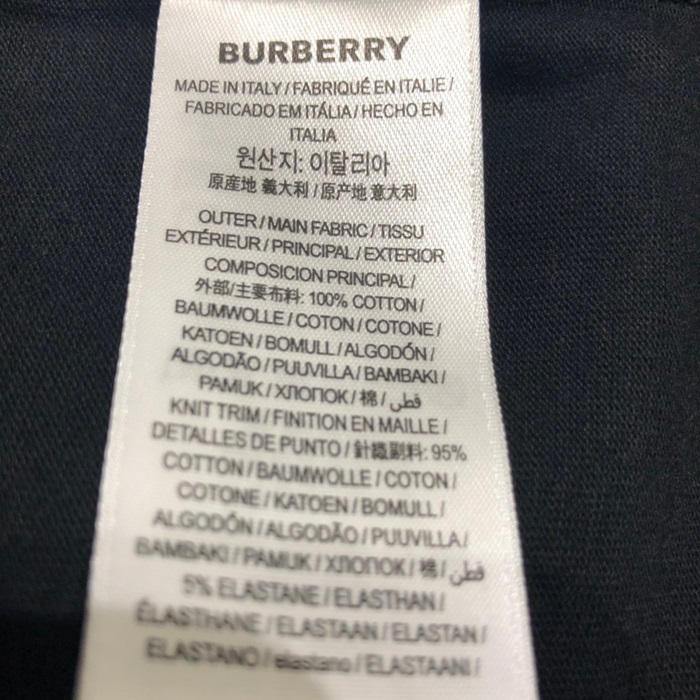 BURBERRY
MADE IN ITALY / FABRIQUÉ EN ITALIE /
FABRICADO EM ITÁLIA / HECHO EN
ITALIA
원산지: 이탈리아
原産地 義大利 / 原产地 意大利
OUTER / MAIN FABRIC / TISSU
EXTÉRIEUR / PRINCIPAL / EXTERIOR
COMPOSICION PRINCIPAL /
外部/主要布料: 100% COTTON /
BAUMWOLLE / COTON / COTONE /
KATOEN / BOMULL / ALGODÓN /
ALGODÃO / PUUVILLA / BAMBAKI /
PAMUK / ХЛОПОК / 棉 / قطن /
KNIT TRIM / FINITION EN MAILLE /
DETALLES DE PUNTO / 針織副料: 95%
COTTON / BAUMWOLLE / COTON /
COTONE / KATOEN / BOMULL /
ALGODÓN / ALGODÃO / PUUVILLA /
BAMBAKI / PAMUK / ХЛОПОК / 棉 / قطن
5% ELASTANE / ELASTHAN /
ÉLASTHANE / ELASTAAN / ELASTAN /
ELASTANO / elastano / ELASTAANI /